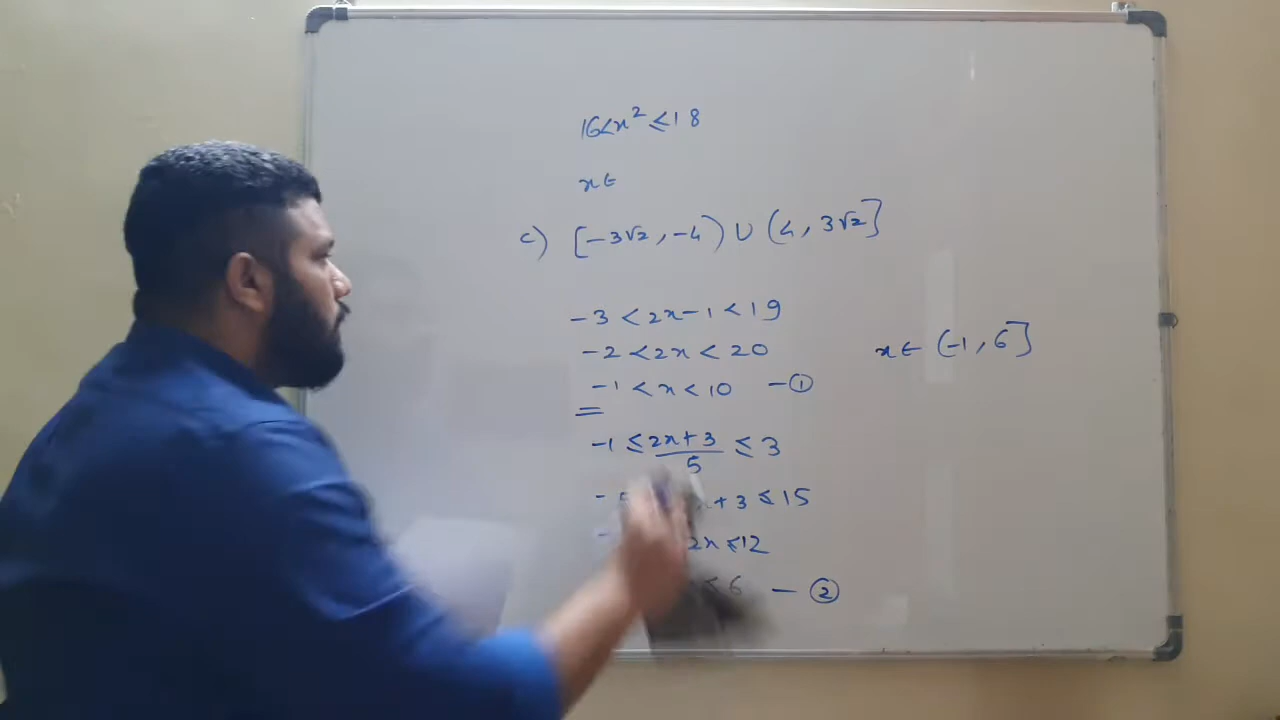 16<x² ≤18
x ∈
c) [-3√2, -4) ∪ (4, 3√2]
-3 < 2x-1 < 19
-2 < 2x < 20
-1 < x < 10 - ①
x ∈ (-1, 6]
-1 ≤ 2x+3/5 ≤ 3
+3 ≤ 15
2x ≤ 12
≤ 6 - ②